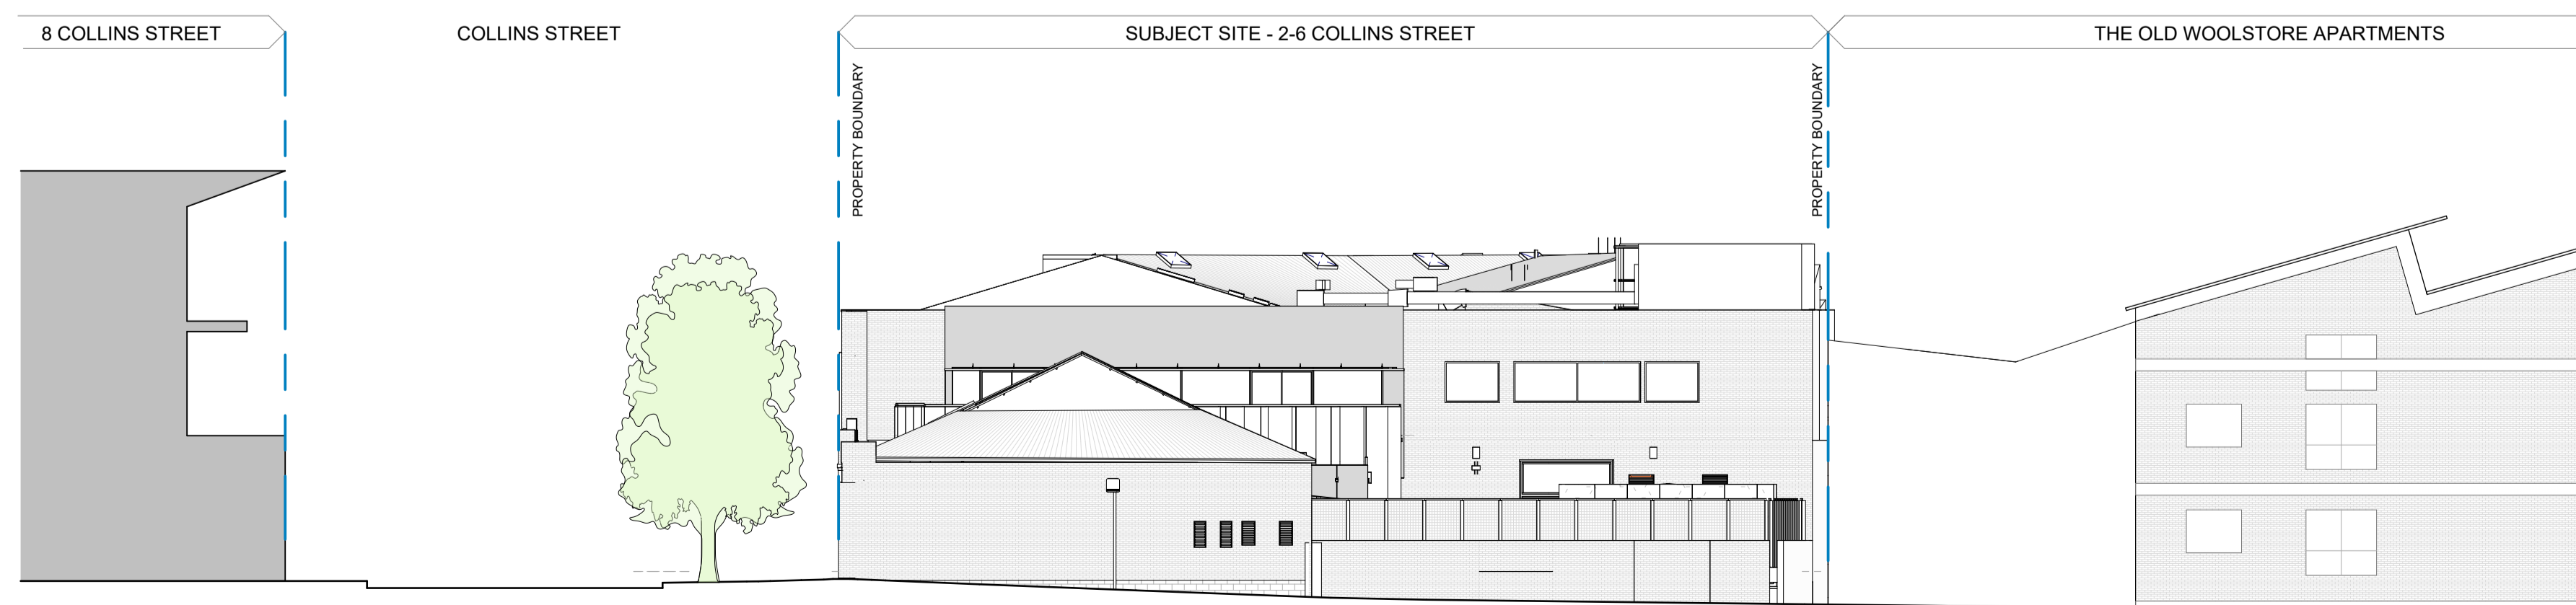 8 COLLINS STREET
COLLINS STREET
SUBJECT SITE - 2-6 COLLINS STREET
THE OLD WOOLSTORE APARTMENTS
PROPERTY BOUNDARY
PROPERTY BOUNDARY